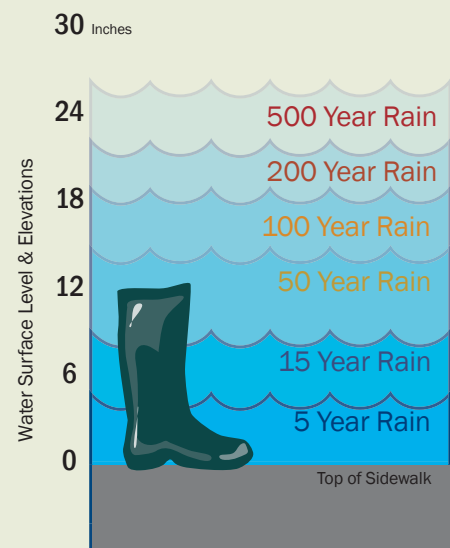 30 Inches
24
500 Year Rain
200 Year Rain
18
100 Year Rain
12
50 Year Rain
6
15 Year Rain
5 Year Rain
0
Top of Sidewalk
Water Surface Level & Elevations